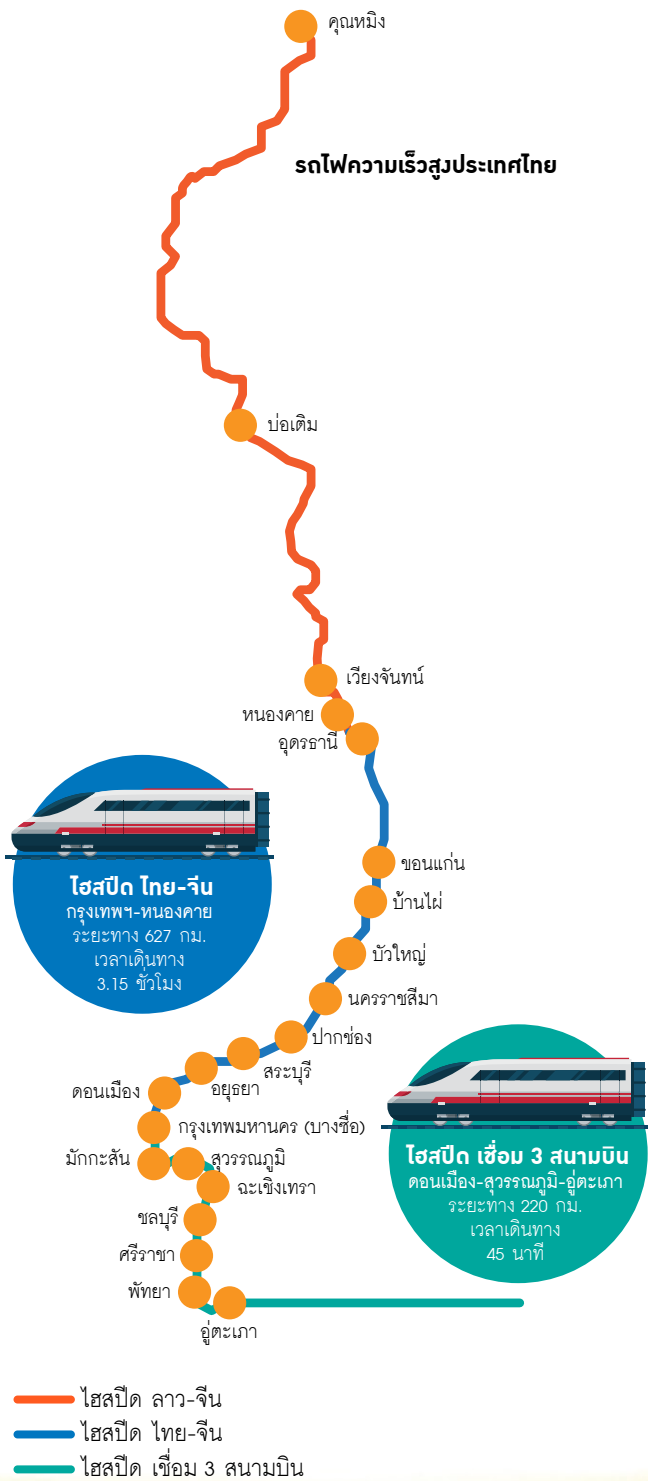 คุณหมิง
รถไฟความเร็วสูงประเทศไทย
บ่อเติม
เวียงจันทน์
หนองคาย
อุดรธานี
ขอนแก่น
บ้านไผ่
บัวใหญ่
นครราชสีมา
ปากช่อง
สระบุรี
อยุธยา
ดอนเมือง
กรุงเทพมหานคร (บางซื่อ)
มักกะสัน
สุวรรณภูมิ
ฉะเชิงเทรา
ชลบุรี
ศรีราชา
พัทยา
อู่ตะเภา
ไฮสปีด ไทย-จีน
กรุงเทพฯ-หนองคาย
ระยะทาง 627 กม.
เวลาเดินทาง
3.15 ชั่วโมง
ไฮสปีด เชื่อม 3 สนามบิน
ดอนเมือง-สุวรรณภูมิ-อู่ตะเภา
ระยะทาง 220 กม.
เวลาเดินทาง
45 นาที
ไฮสปีด ลาว-จีน
ไฮสปีด ไทย-จีน
ไฮสปีด เชื่อม 3 สนามบิน